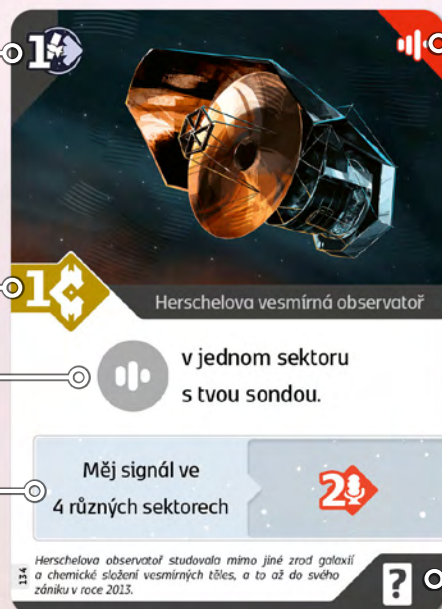 1
1
Herschelova vesmírná observatoř
v jednom sektoru
s tvou sondou.
Měj signál ve
4 různých sektorech
2
134
Herschelova observatoř studovala mimo jiné zrod galaxií
a chemické složení vesmírných těles, a to až do svého
zániku v roce 2013.
?